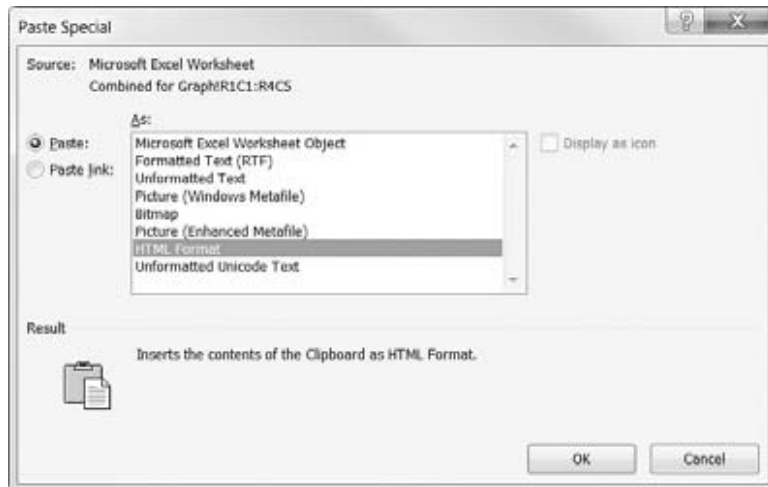 Paste Special
Source: Microsoft Excel Worksheet
Combined for Graph!R1C1:R4C5
As:
Paste:
Microsoft Excel Worksheet Object
Display as icon
Formatted Text (RTF)
Paste link:
Unformatted Text
Picture (Windows Metafile)
Bitmap
Picture (Enhanced Metafile)
HTML Format
Unformatted Unicode Text
Result
Inserts the contents of the Clipboard as HTML Format.
OK Cancel